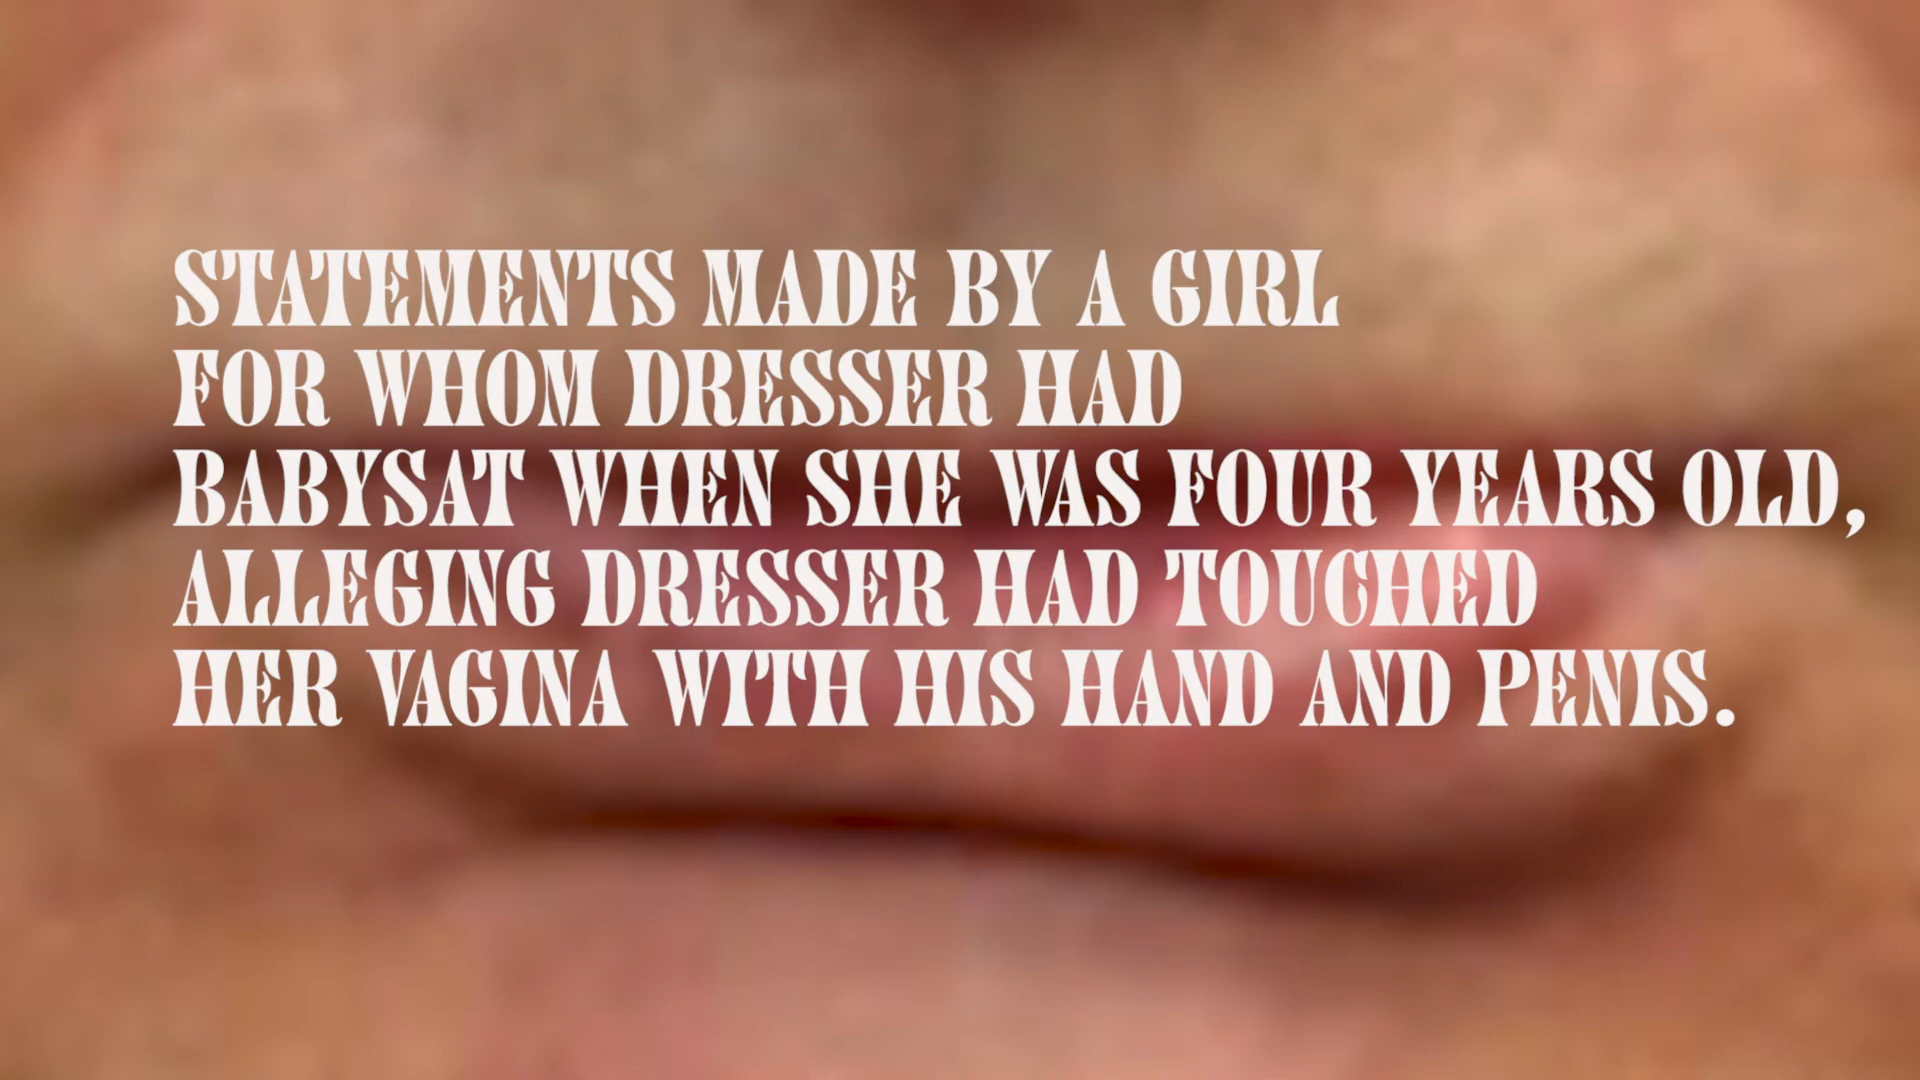 STATEMENTS MADE BY A GIRL
FOR WHOM DRESSER HAD
BABYSAT WHEN SHE WAS FOUR YEARS OLD,
ALLEGING DRESSER HAD TOUCHED
HER VAGINA WITH HIS HAND AND PENIS.